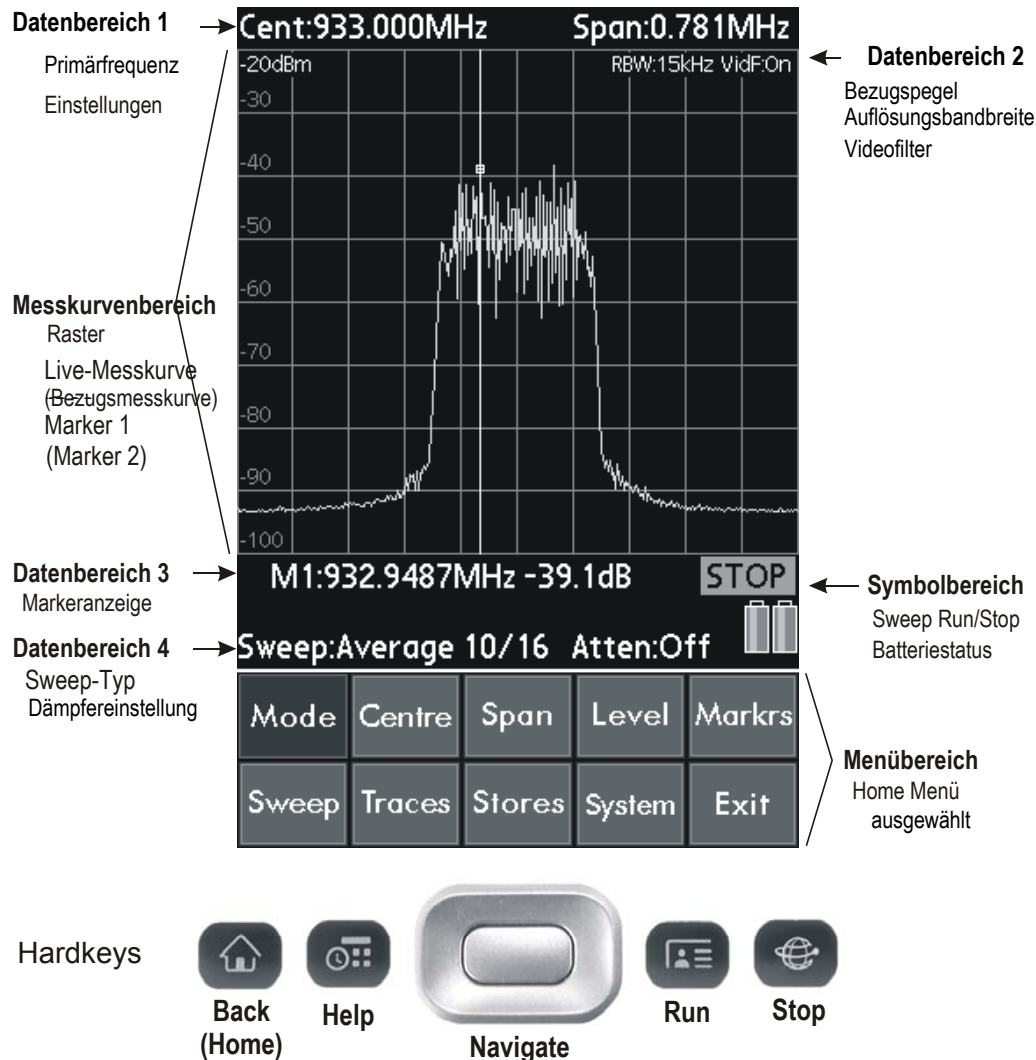 Datenbereich 1
Primärfrequenz
Einstellungen
Cent:933.000MHz Span:0.781MHz
Datenbereich 2
Bezugspegel
Auflösungsbandbreite
Videofilter
-20dBm RBW:15kHz VidF:On
-30
-40
-50
-60
-70
-80
-90
-100
Messkurvenbereich
Raster
Live-Messkurve
(Bezugsmesskurve)
Marker 1
(Marker 2)
Datenbereich 3
Markeranzeige
M1:932.9487MHz -39.1dB STOP
Symbolbereich
Sweep Run/Stop
Batteriestatus
Datenbereich 4
Sweep-Typ
Dämpfereinstellung
Sweep:Average 10/16 Atten:Off
Mode Centre Span Level Markrs
Sweep Traces Stores System Exit
Menübereich
Home Menü
ausgewählt
Hardkeys
Back
(Home)
Help
Navigate
Run
Stop